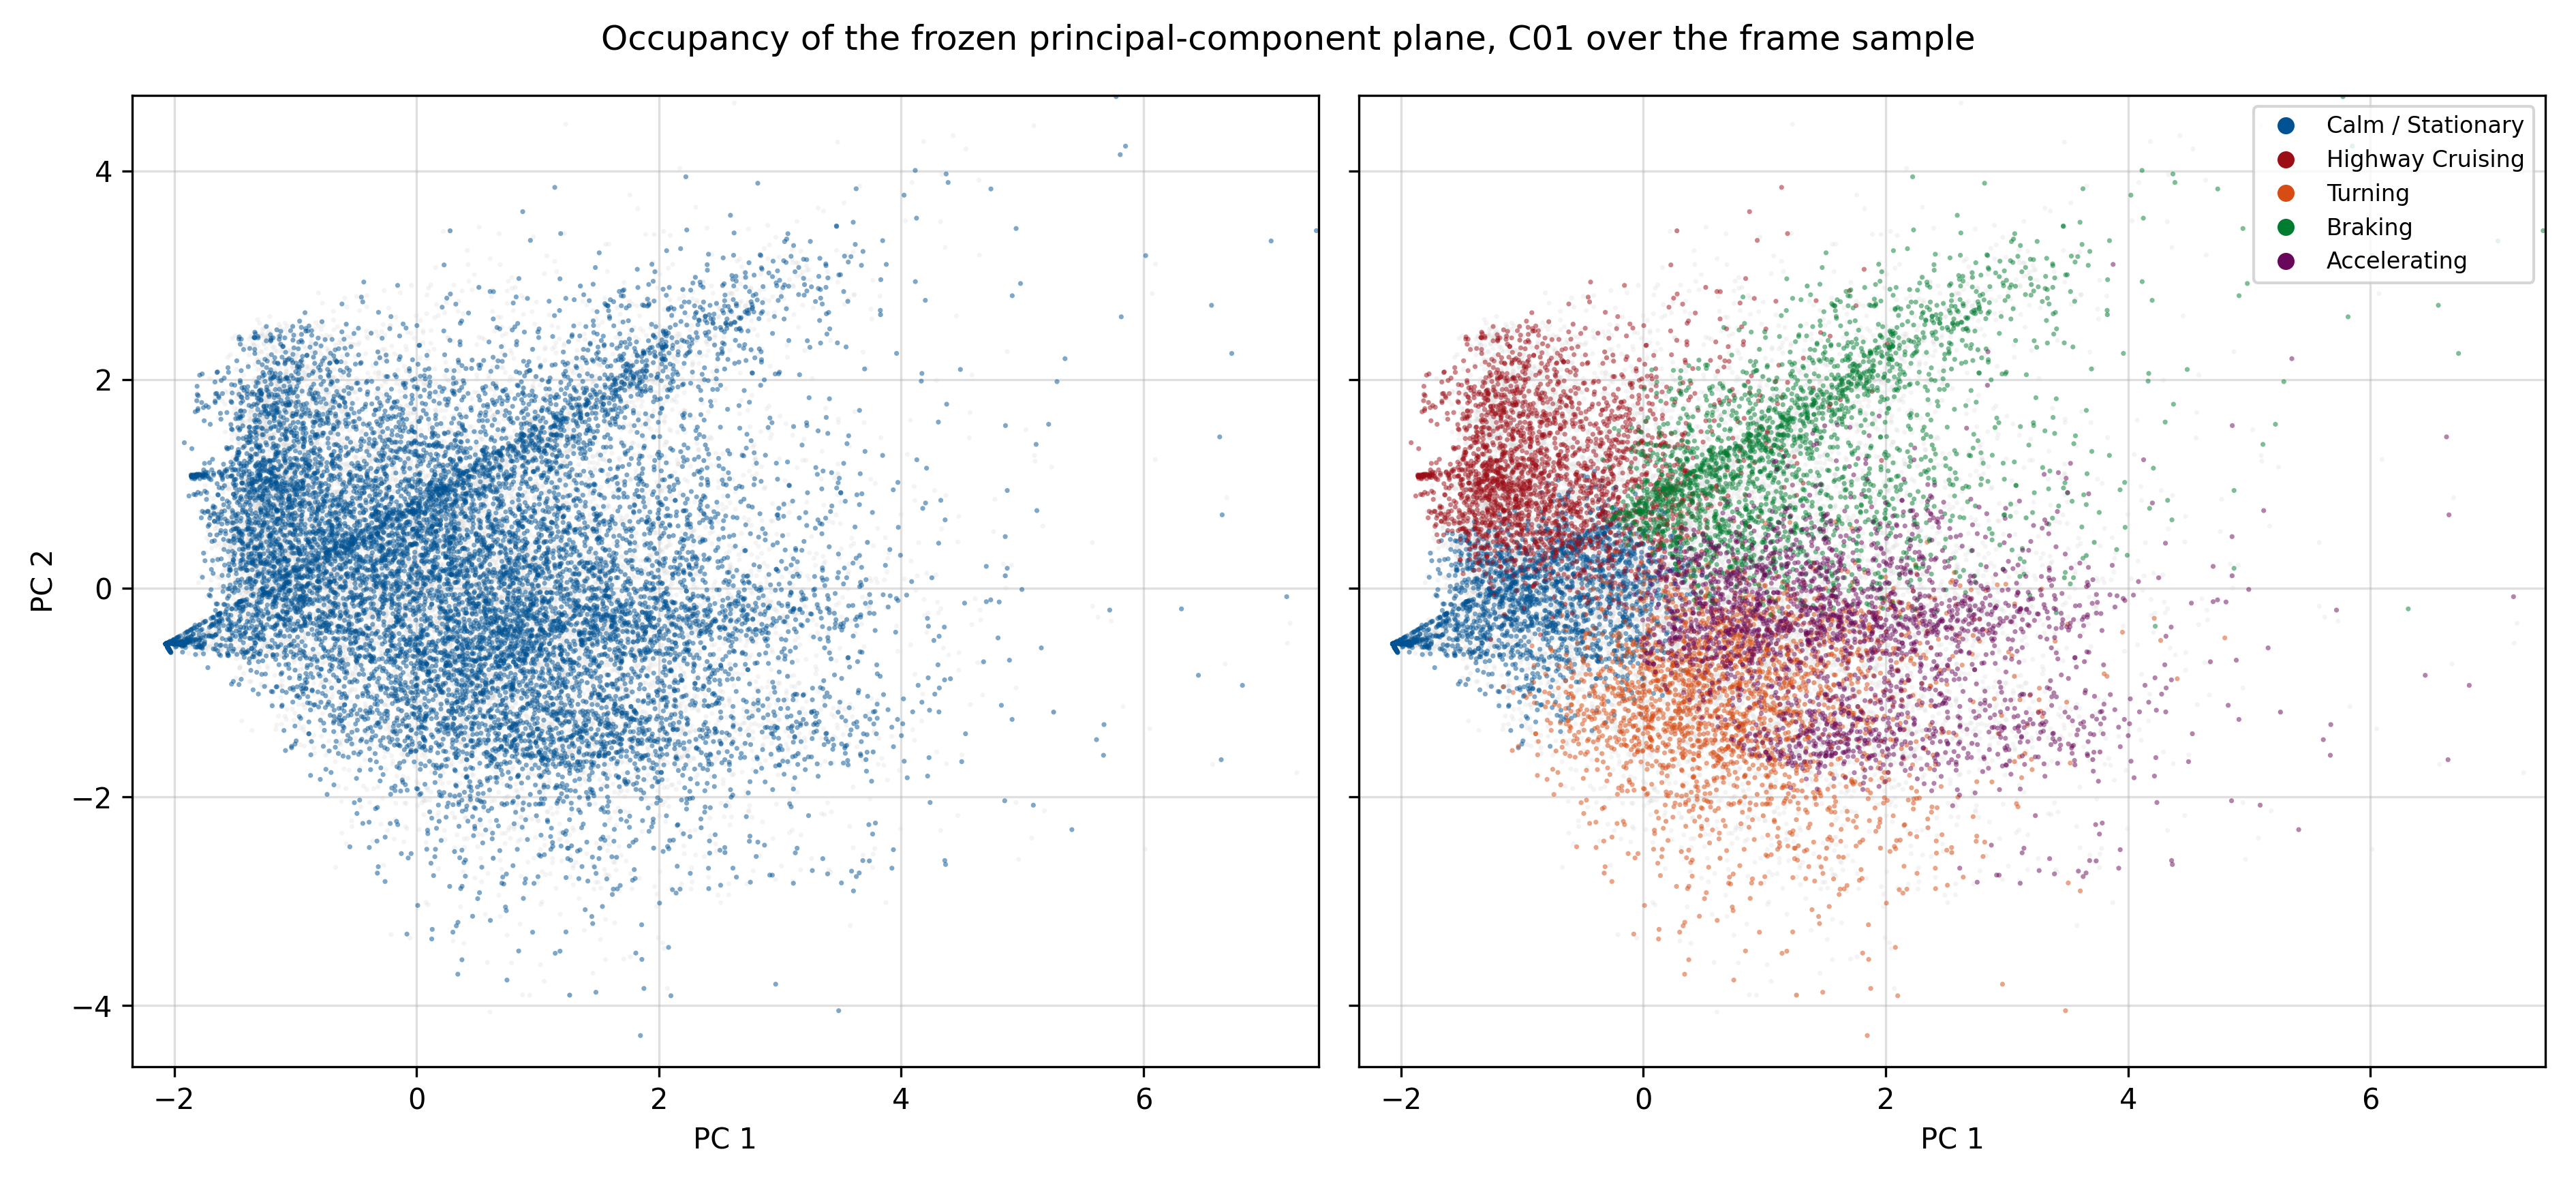 Occupancy of the frozen principal-component plane, C01 over the frame sample
PC 2
4
2
0
−2
−4
−2
0
2
4
6
PC 1
Calm / Stationary
Highway Cruising
Turning
Braking
Accelerating
−2
0
2
4
6
PC 1